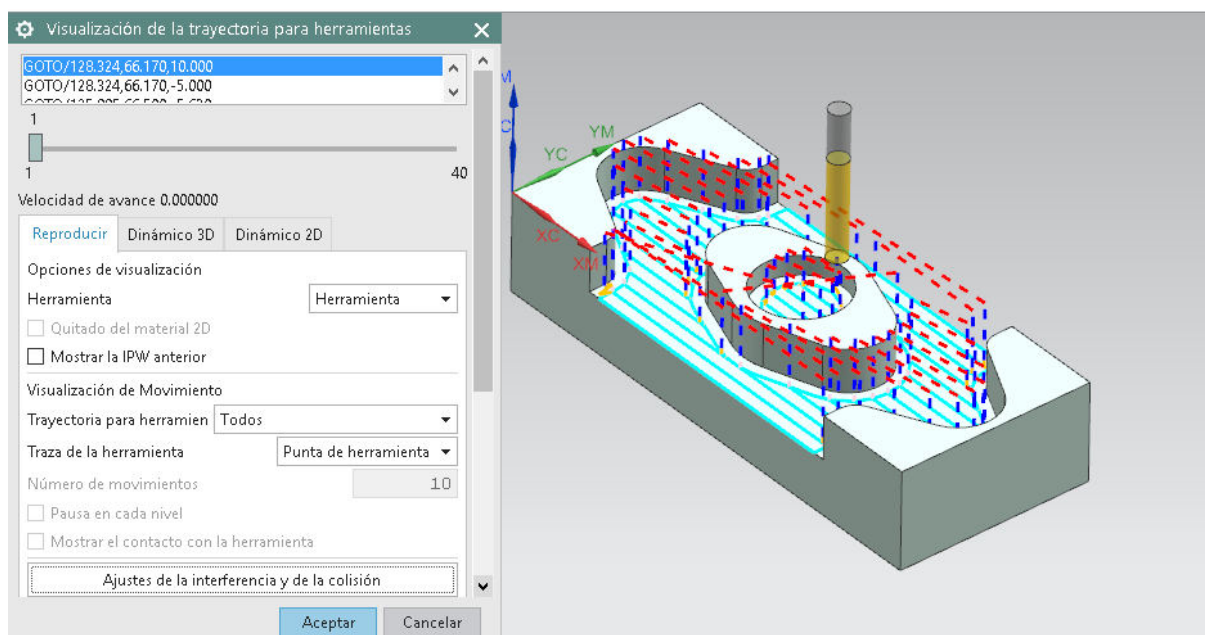 Visualización de la trayectoria para herramientas
GOTO/128.324,66.170,10.000
GOTO/128.324,66.170,-5.000
1
1 40
Velocidad de avance 0.000000
Reproducir Dinámico 3D Dinámico 2D
Opciones de visualización
Herramienta Herramienta
Quitado del material 2D
Mostrar la IPW anterior
Visualización de Movimiento
Trayectoria para herramien Todos
Traza de la herramienta Punta de herramienta
Número de movimientos 10
Pausa en cada nivel
Mostrar el contacto con la herramienta
Ajustes de la interferencia y de la colisión
Aceptar Cancelar
M
C
YM
YC
XC
XM